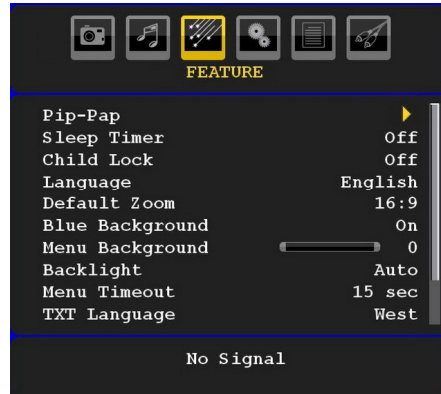 FEATURE
Pip-Pap
Sleep Timer Off
Child Lock Off
Language English
Default Zoom 16:9
Blue Background On
Menu Background 0
Backlight Auto
Menu Timeout 15 sec
TXT Language West
No Signal